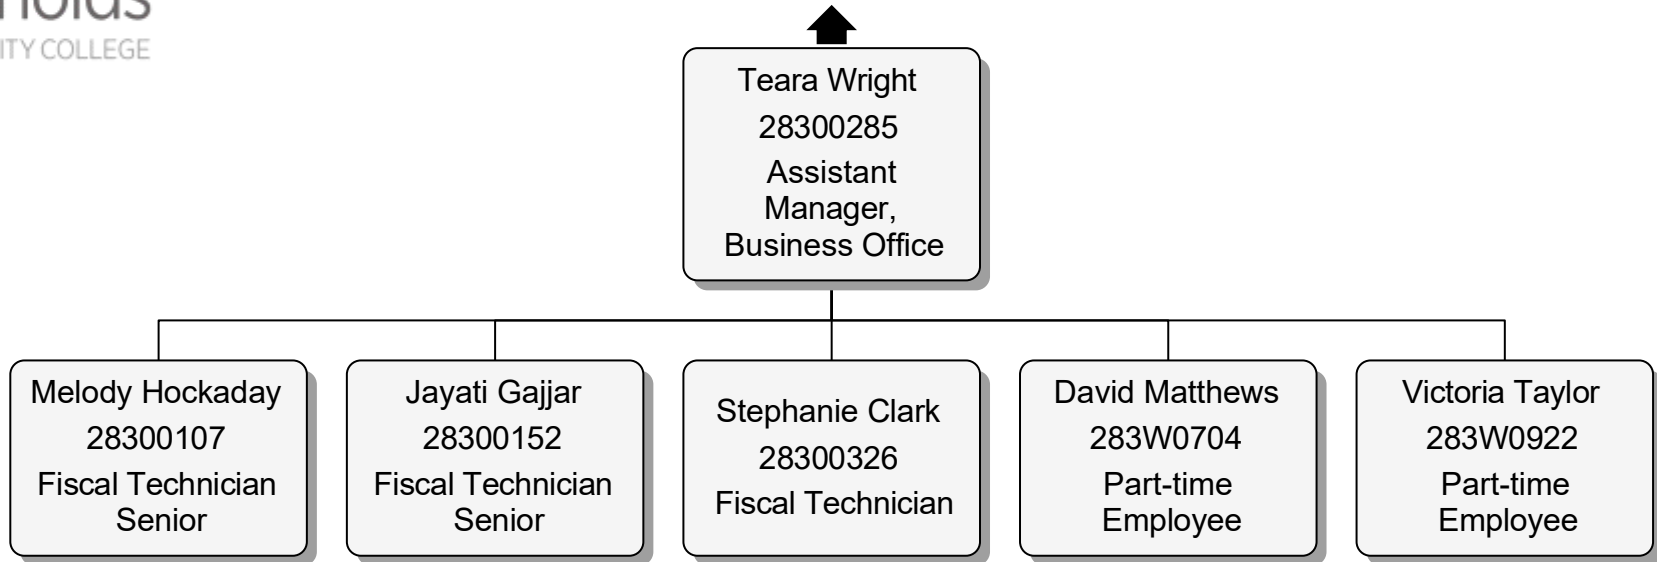 ITY COLLEGE
Teara Wright
28300285
Assistant
Manager,
Business Office
Melody Hockaday
28300107
Fiscal Technician
Senior
Jayati Gajjar
28300152
Fiscal Technician
Senior
Stephanie Clark
28300326
Fiscal Technician
David Matthews
283W0704
Part-time
Employee
Victoria Taylor
283W0922
Part-time
Employee